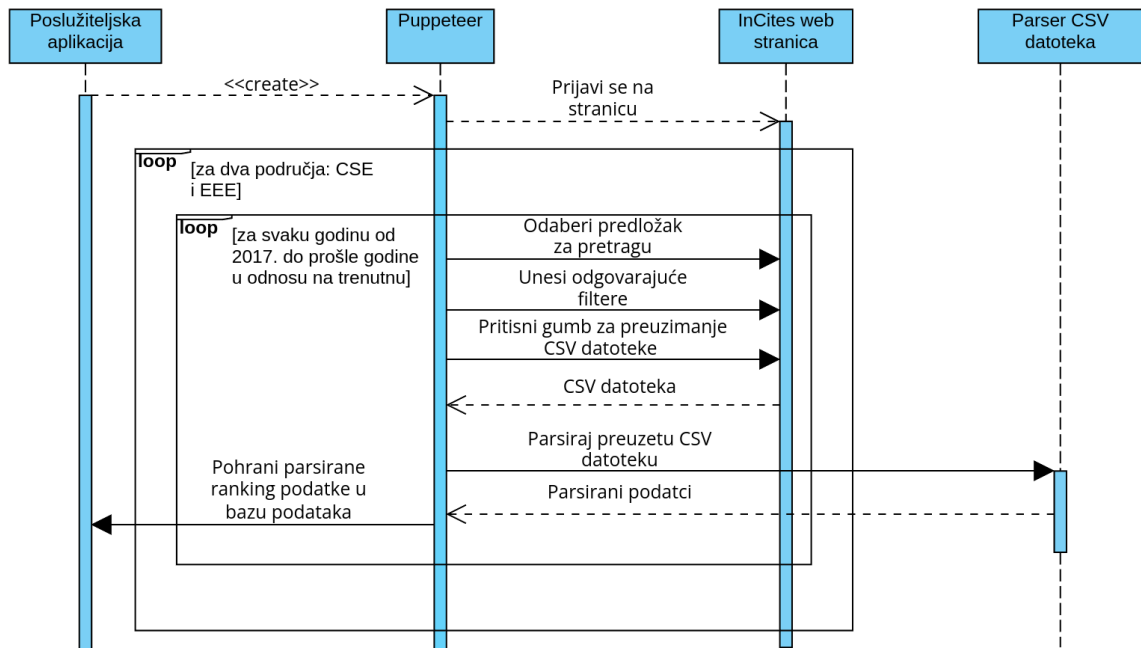 Poslužiteljska
aplikacija
Puppeteer
InCites web
stranica
Parser CSV
datoteka
<<create>>
Prijavi se na
stranicu
loop
[za dva područja: CSE
i EEE]
loop
[za svaku godinu od
2017. do prošle godine
u odnosu na trenutnu]
Odaberi predložak
za pretragu
Unesi odgovarajuće
filtere
Pritisni gumb za preuzimanje
CSV datoteke
CSV datoteka
Parsiraj preuzetu CSV
datoteku
Pohrani parsirane
ranking podatke u
bazu podataka
Parsirani podatci